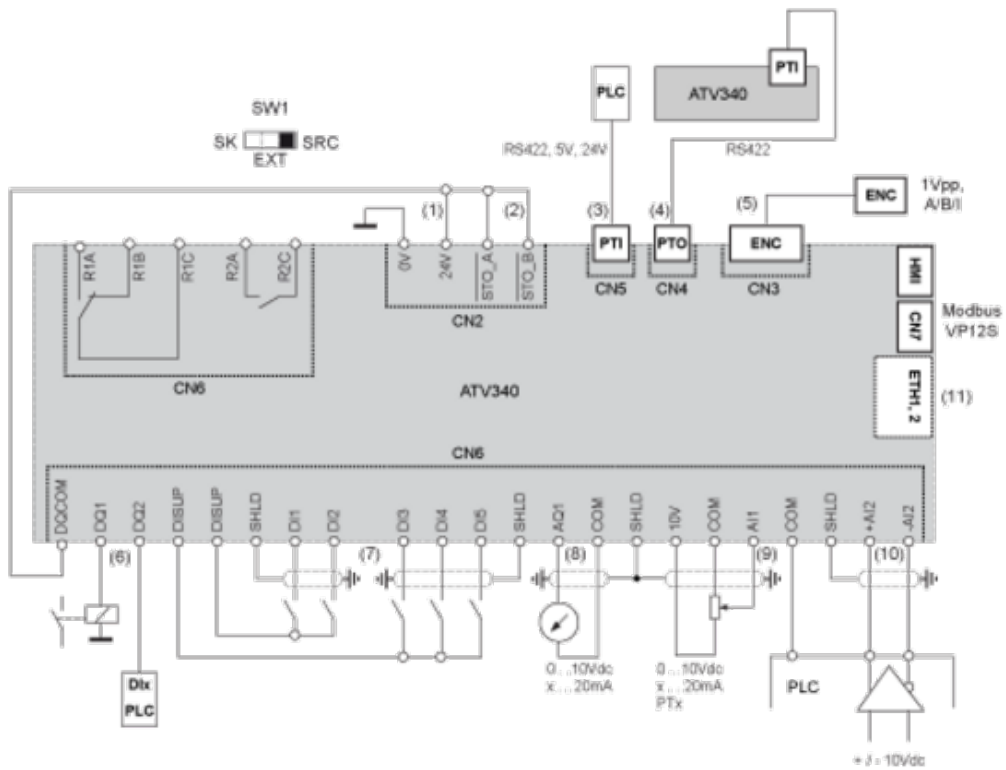 PTI
PLC
ATV340
SW1
SK SRC
EXT
RS422, 5V, 24V
RS422
ENC
1Vpp,
A/B/I
(1) (2) (3) (4) (5)
R1A R1B R1C R2A R2C
0V 24V STO_A STO_B
PTI PTO ENC
CN5 CN4 CN3
CN2
HMI
CN7
Modbus
VP12S
CN6
ATV340
ETH1, 2
(11)
CN6
DQCOM DQ1 DQ2 DISUP DISUP SHLD DI1 DI2 DI3 DI4 DI5 SHLD AQ1 COM SHLD 10V COM AI1 COM SHLD +AI2 -AI2
(6) (7) (8) (9) (10)
DIx
PLC
0...10Vdc
x...20mA
0...10Vdc
x...20mA
PTx
PLC
+/- 10Vdc